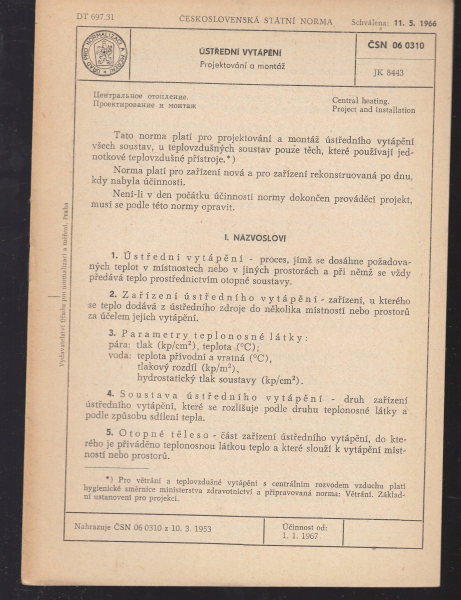 DT 697.31
ČESKOSLOVENSKÁ STÁTNÍ NORMA
Schválena: 11. 5. 1966
ÚŘAD PRO NORMALIZACI A MĚŘENÍ
ÚSTŘEDNÍ VYTÁPĚNÍ
Projektování a montáž
ČSN 06 0310
JK 8443
Центральное отопление.
Проектирование и монтаж
Central heating.
Project and installation
Tato norma platí pro projektování a montáž ústředního vytápění
všech soustav, u teplovzdušných soustav pouze těch, které používají jed-
notkové teplovzdušné přístroje.*)
Norma platí pro zařízení nová a pro zařízení rekonstruovaná po dnu,
kdy nabyla účinnosti.
Není-li v den počátku účinnosti normy dokončen prováděcí projekt,
musí se podle této normy opravit.
I. NÁZVOSLOVÍ
1. Ústřední vytápění - proces, jímž se dosáhne požadova-
ných teplot v místnostech nebo v jiných prostorách a při němž se vždy
předává teplo prostřednictvím otopné soustavy.
2. Zařízení ústředního vytápění - zařízení, u kterého
se teplo dodává z ústředního zdroje do několika místností nebo prostorů
za účelem jejich vytápění.
3. Parametry teplonosné látky:
pára: tlak (kp/cm²), teplota (°C);
voda: teplota přívodní a vratná (°C),
tlakový rozdíl (kp/m²),
hydrostatický tlak soustavy (kp/cm²).
4. Soustava ústředního vytápění - druh zařízení
ústředního vytápění, které se rozlišuje podle druhu teplonosné látky a
podle způsobu sdílení tepla.
5. Otopné těleso - část zařízení ústředního vytápění, do kte-
rého je přiváděno teplonosnou látkou teplo a které slouží k vytápění míst-
ností nebo prostorů.
*) Pro větrání a teplovzdušné vytápění s centrálním rozvodem vzduchu platí
hygienické směrnice ministerstva zdravotnictví a připravovaná norma: Větrání. Základ-
ní ustanovení pro projekci.
Nahrazuje ČSN 06 0310 z 10. 3. 1953
Účinnost od:
1. 1. 1967
Vydavatelství Úřadu pro normalizaci a měření, Praha